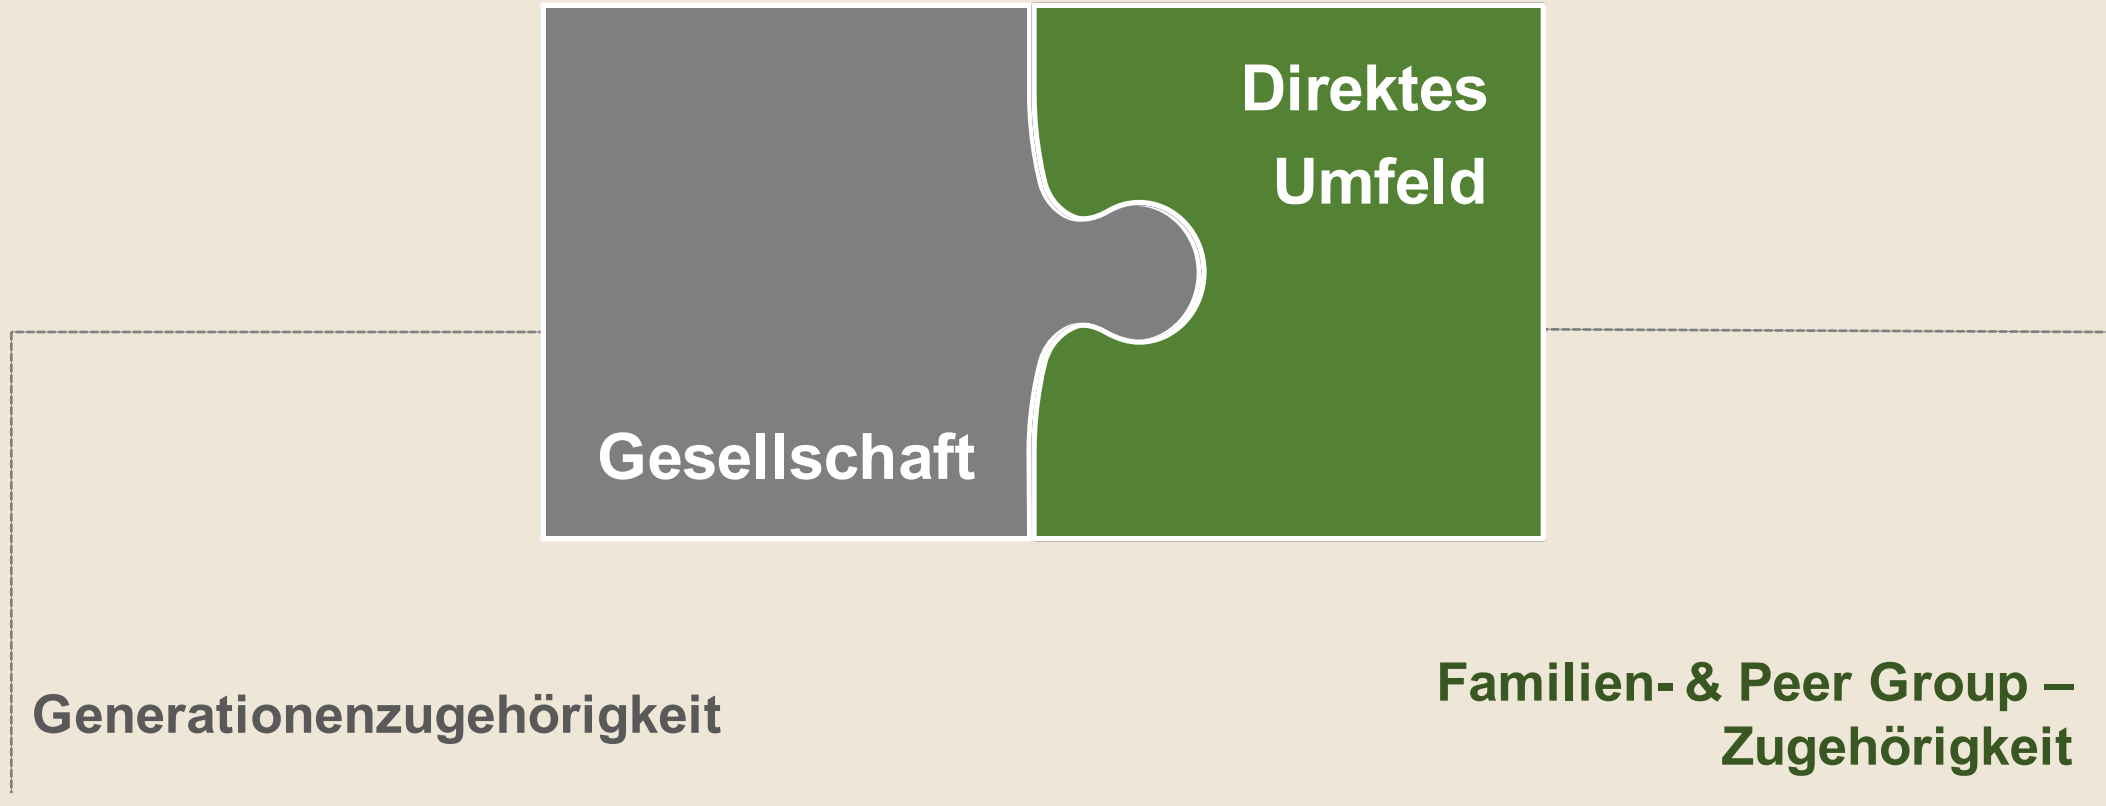 Direktes
Umfeld
Gesellschaft
Generationenzugehörigkeit
Familien- & Peer Group –
Zugehörigkeit